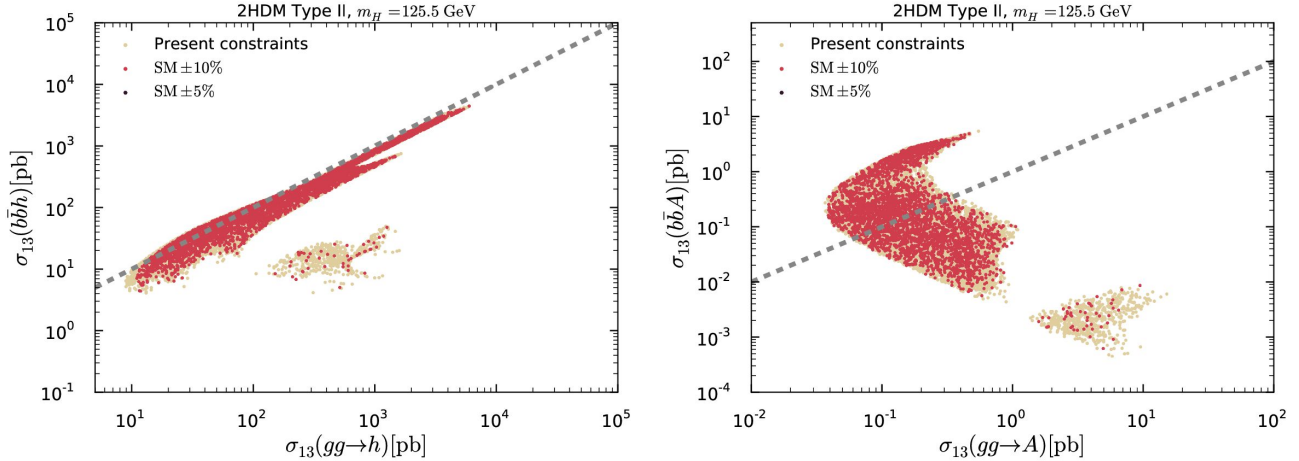 2HDM Type II, m_H = 125.5 GeV
Present constraints
SM ±10%
SM ±5%
10^5
10^4
10^3
10^2
10^1
10^0
10^-1
σ_13(bb̄h)[pb]
10^1 10^2 10^3 10^4 10^5
σ_13(gg→h)[pb]
2HDM Type II, m_H = 125.5 GeV
Present constraints
SM ±10%
SM ±5%
10^2
10^1
10^0
10^-1
10^-2
10^-3
10^-4
σ_13(bb̄A)[pb]
10^-2 10^-1 10^0 10^1 10^2
σ_13(gg→A)[pb]